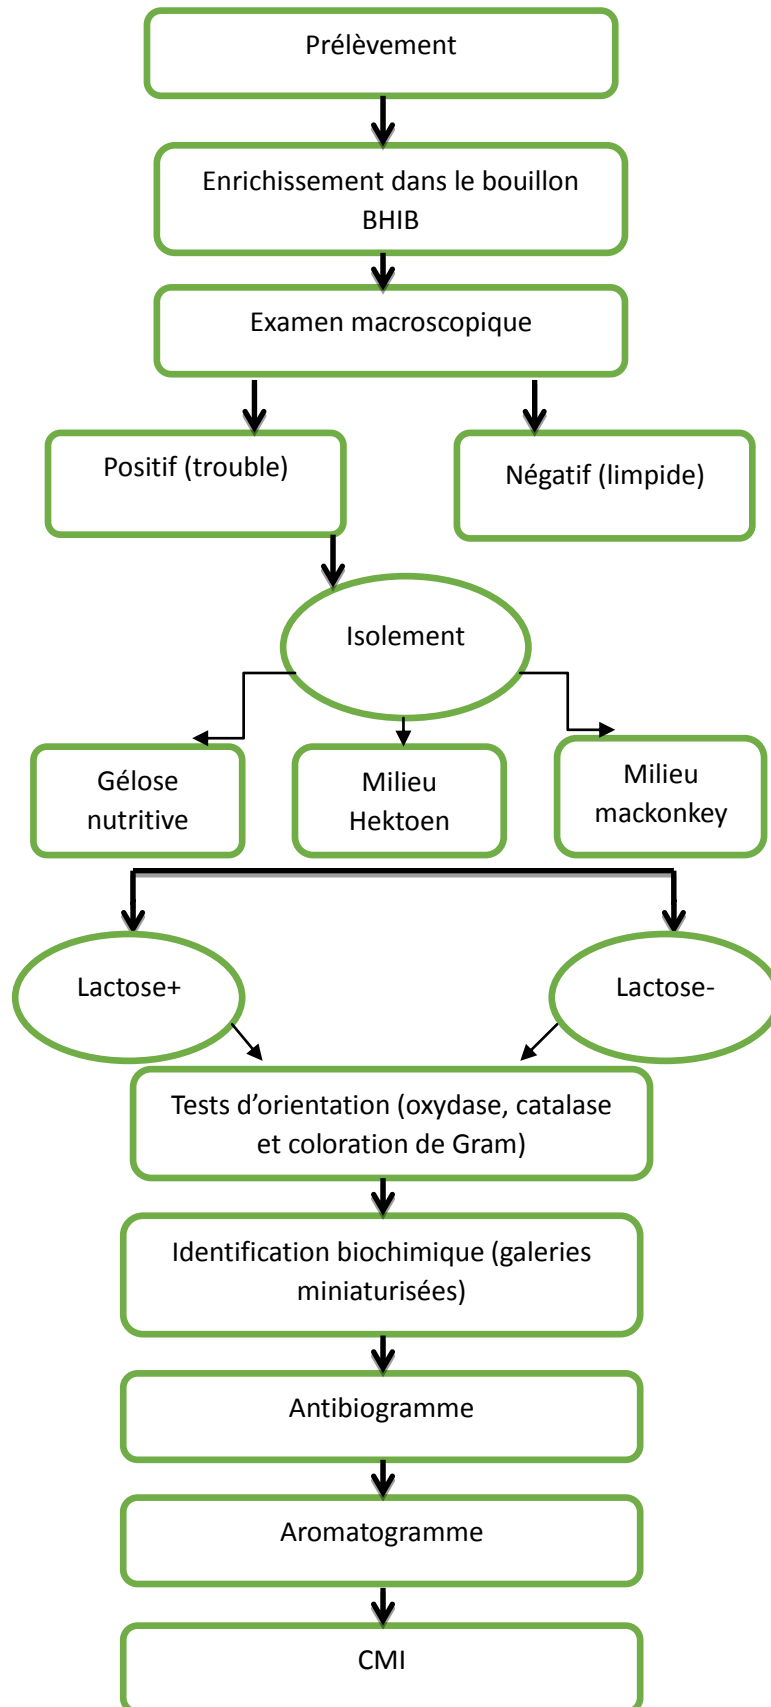 Prélèvement
Enrichissement dans le bouillon
BHIB
Examen macroscopique
Positif (trouble)
Négatif (limpide)
Isolement
Gélose
nutritive
Milieu
Hektoen
Milieu
mackonkey
Lactose+
Lactose-
Tests d’orientation (oxydase, catalase
et coloration de Gram)
Identification biochimique (galeries
miniaturisées)
Antibiogramme
Aromatogramme
CMI